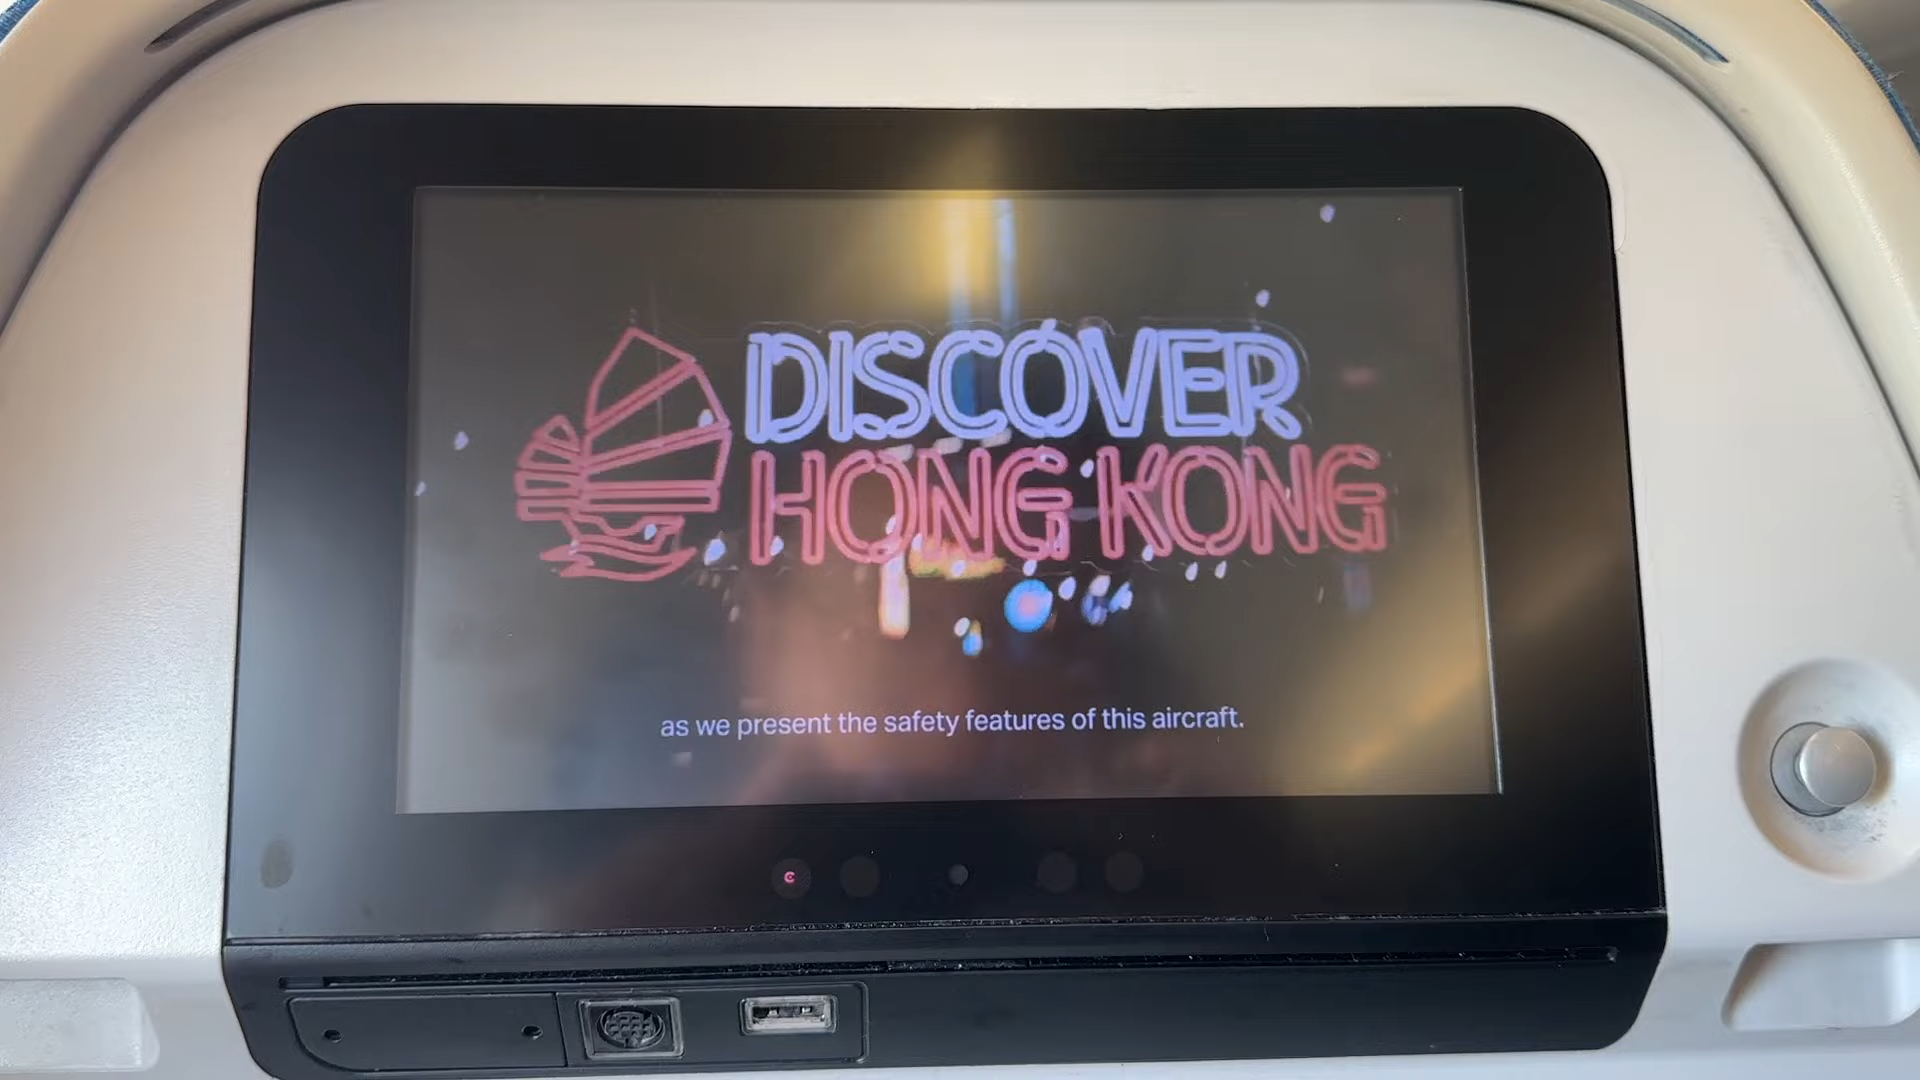 DISCOVER
HONG KONG
as we present the safety features of this aircraft.